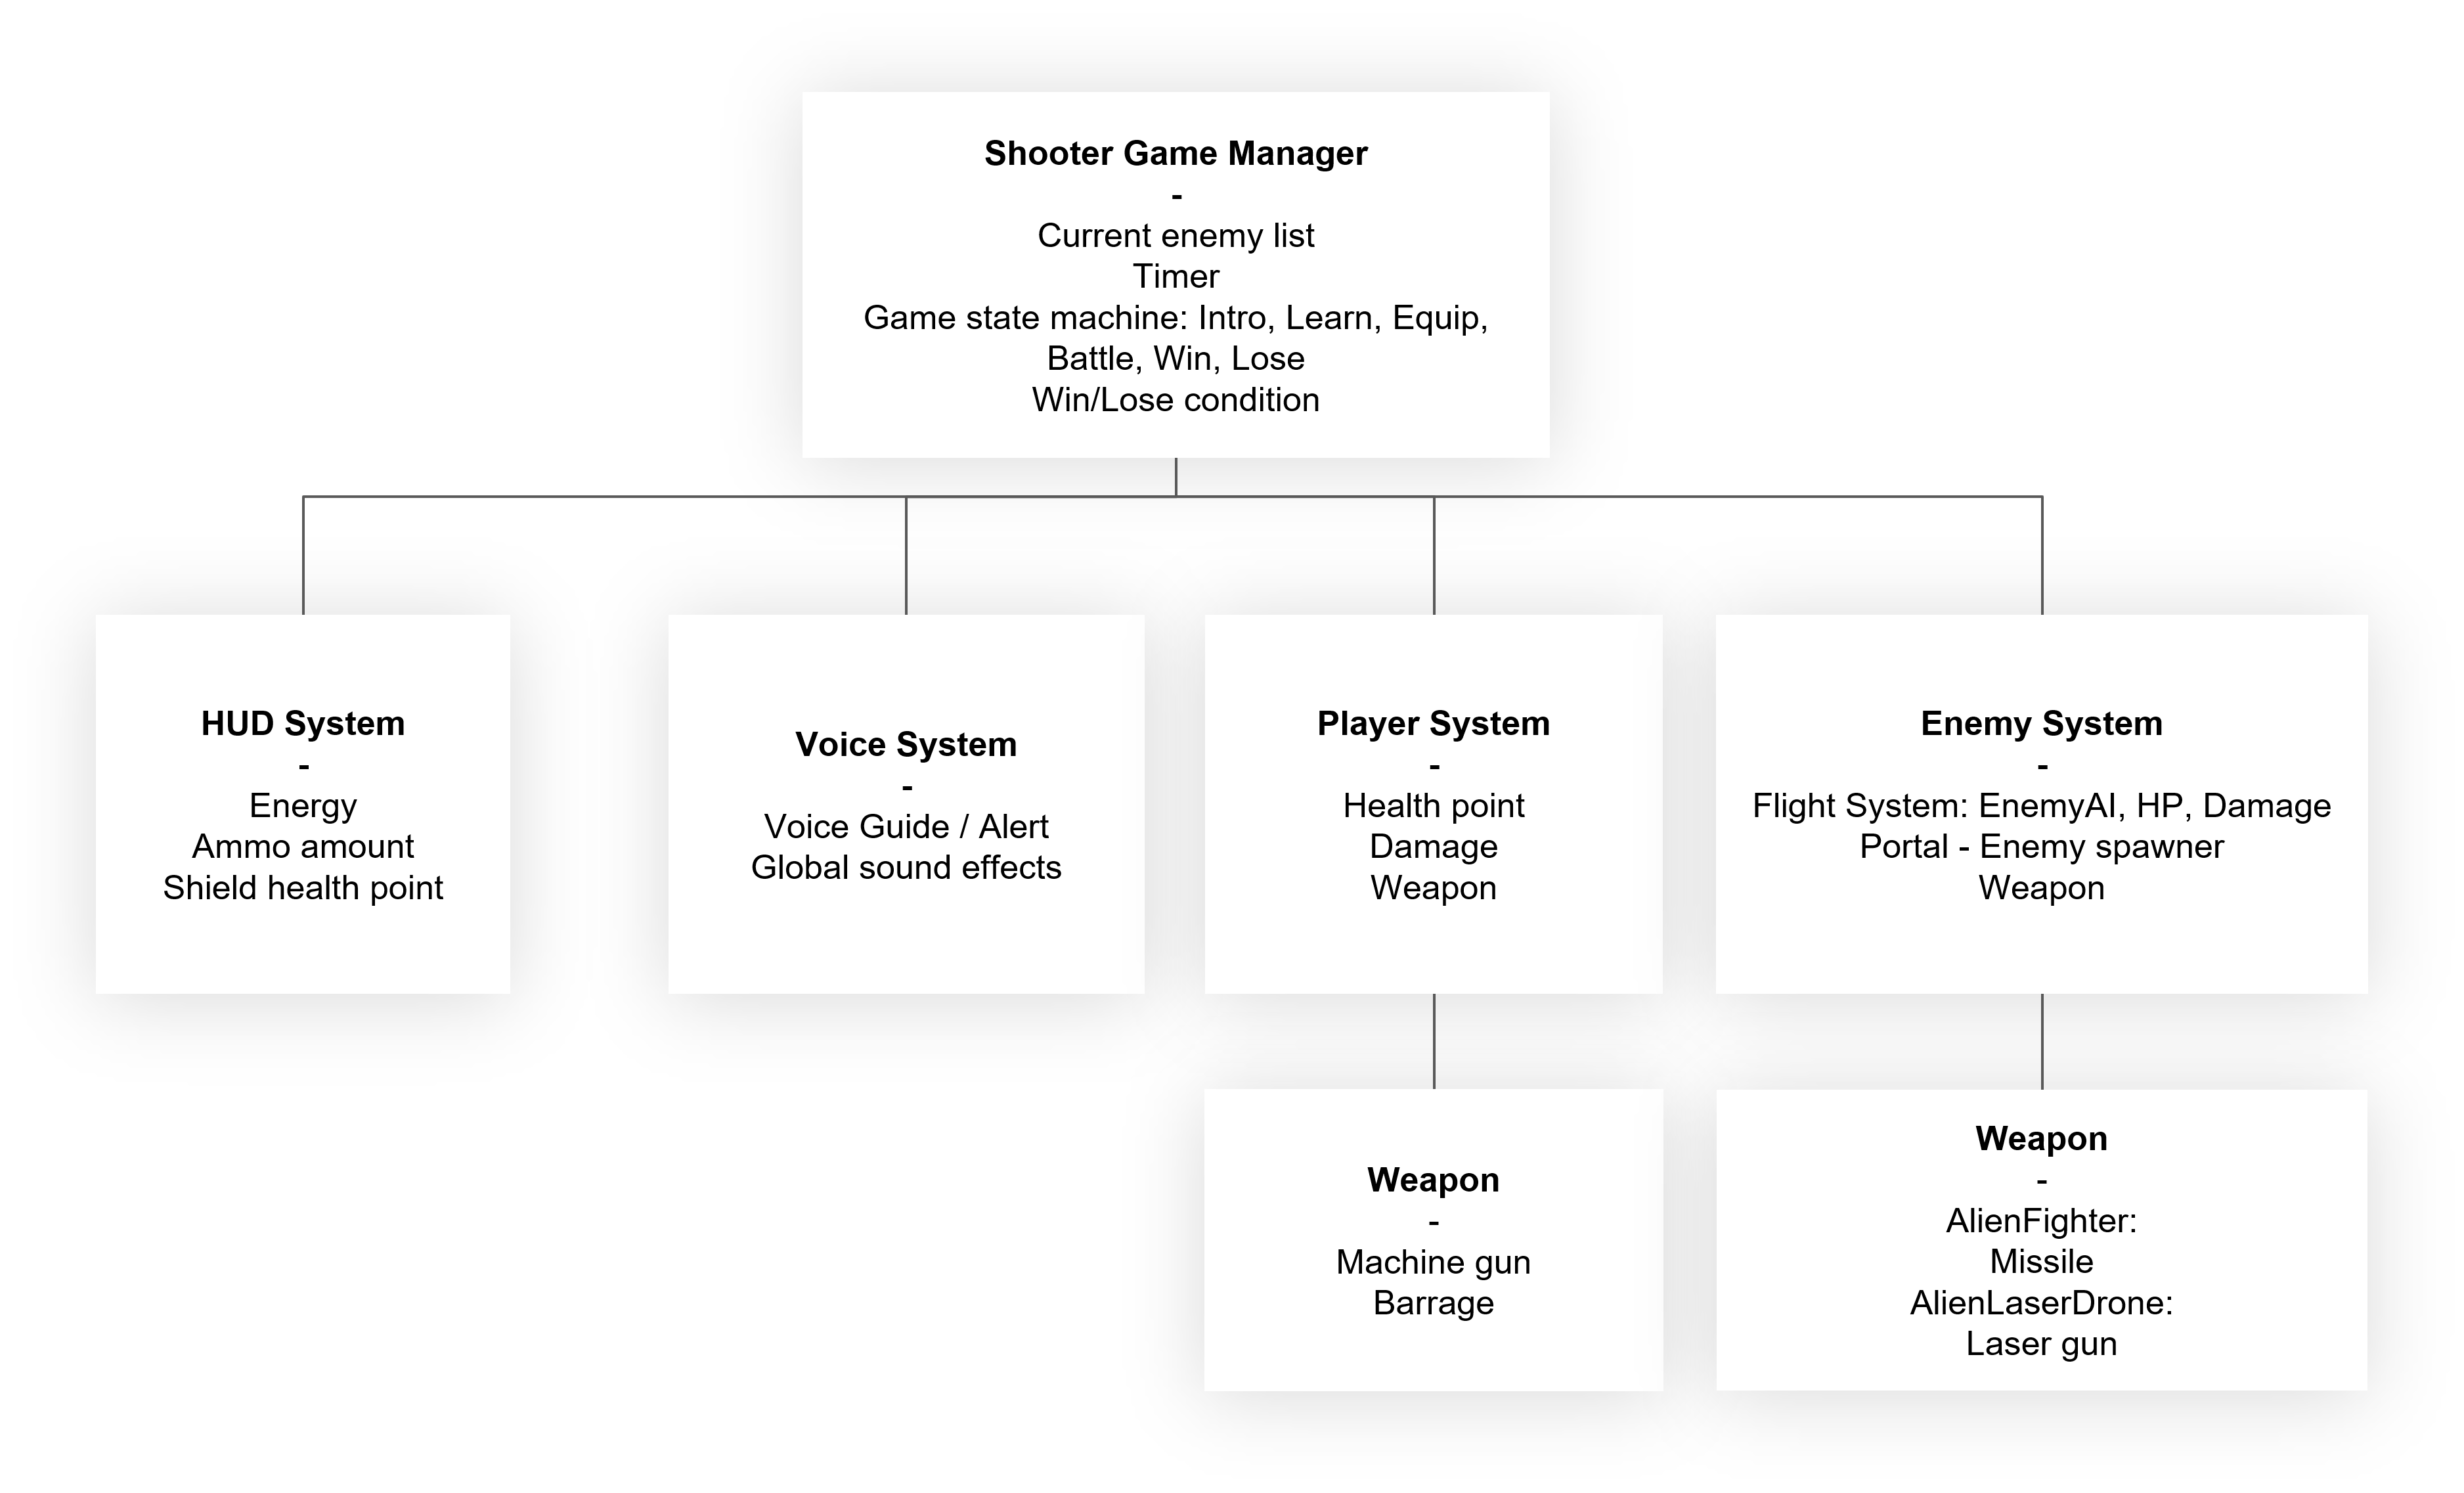 Shooter Game Manager
-
Current enemy list
Timer
Game state machine: Intro, Learn, Equip,
Battle, Win, Lose
Win/Lose condition
HUD System
-
Energy
Ammo amount
Shield health point
Voice System
-
Voice Guide / Alert
Global sound effects
Player System
-
Health point
Damage
Weapon
Enemy System
-
Flight System: EnemyAI, HP, Damage
Portal - Enemy spawner
Weapon
Weapon
-
Machine gun
Barrage
Weapon
-
AlienFighter:
Missile
AlienLaserDrone:
Laser gun